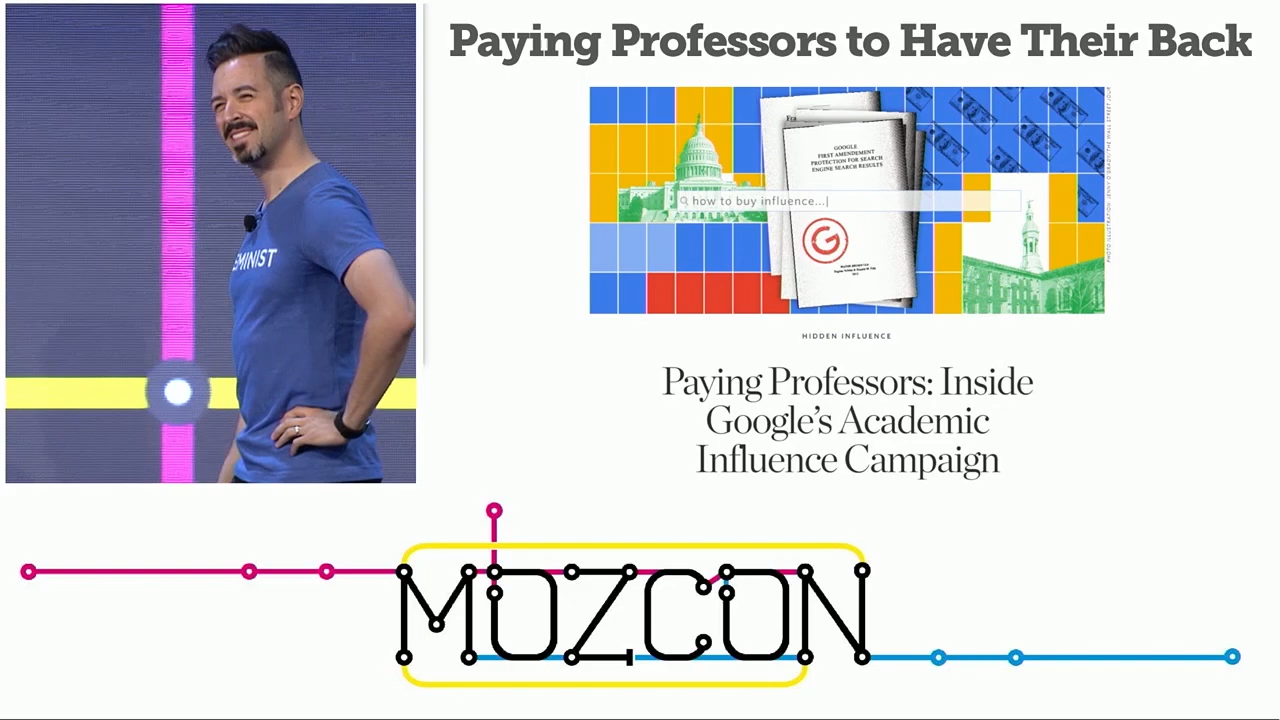 Paying Professors to Have Their Back
EMINIST
GOOGLE
FIRST AMENDMENT
PROTECTION FOR SEARCH
ENGINE SEARCH RESULTS
how to buy influence...|
G
HIDDEN INFLUENCE
Paying Professors: Inside
Google's Academic
Influence Campaign
MOZCON